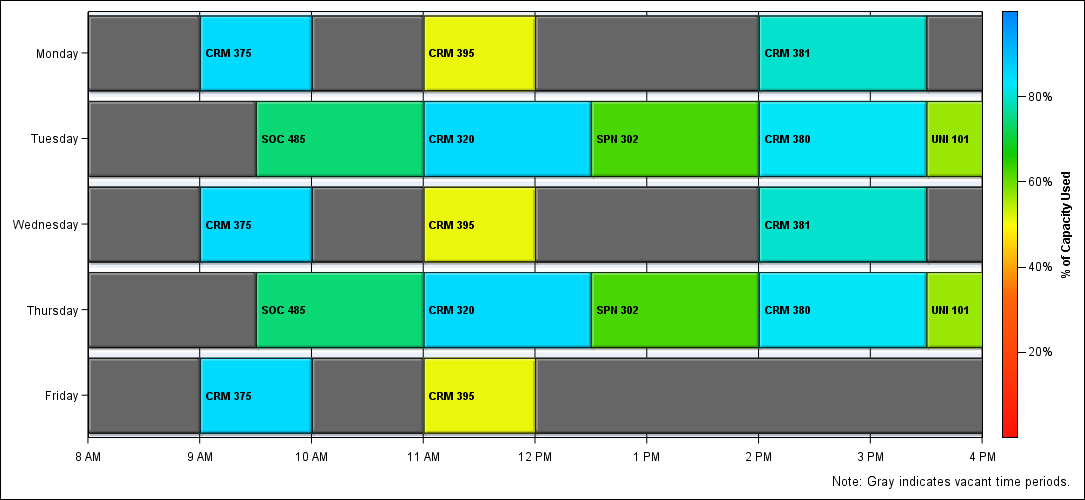 Monday
CRM 375
CRM 395
CRM 381
Tuesday
SOC 485
CRM 320
SPN 302
CRM 380
UNI 101
Wednesday
CRM 375
CRM 395
CRM 381
Thursday
SOC 485
CRM 320
SPN 302
CRM 380
UNI 101
Friday
CRM 375
CRM 395
8 AM
9 AM
10 AM
11 AM
12 PM
1 PM
2 PM
3 PM
4 PM
80%
60%
40%
20%
% of Capacity Used
Note: Gray indicates vacant time periods.